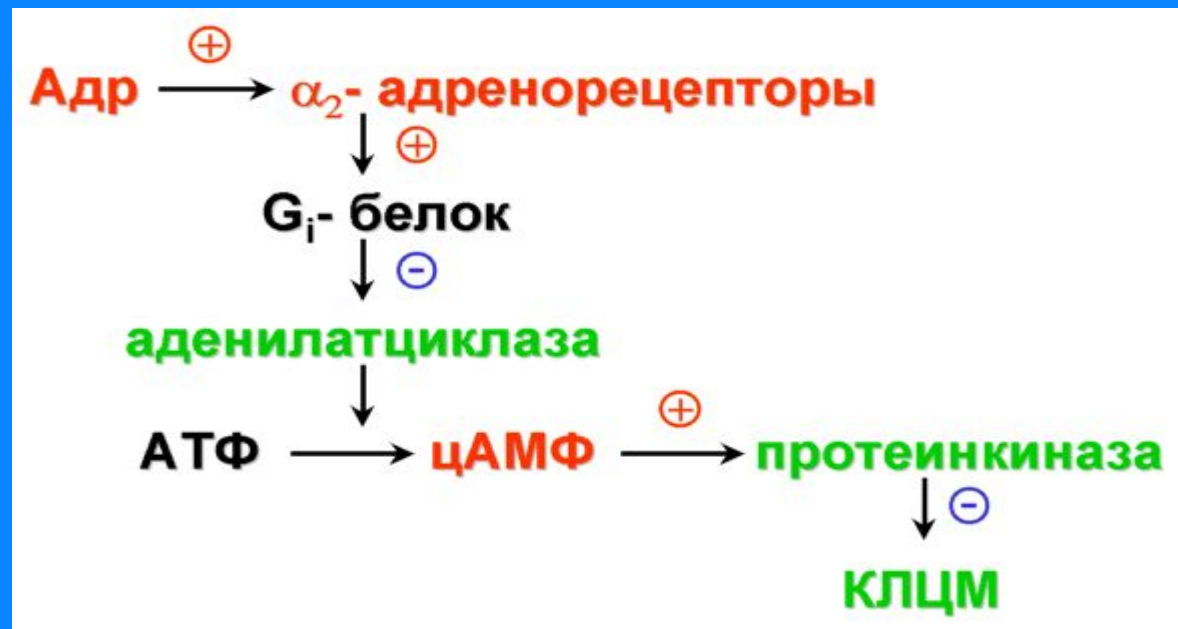 ⊕
Адр → α₂- адренорецепторы
↓ ⊕
Gᵢ- белок
↓ ⊖
аденилатциклаза
↓ ⊕
АТФ → цАМФ → протеинкиназа
↓ ⊖
КЛЦМ